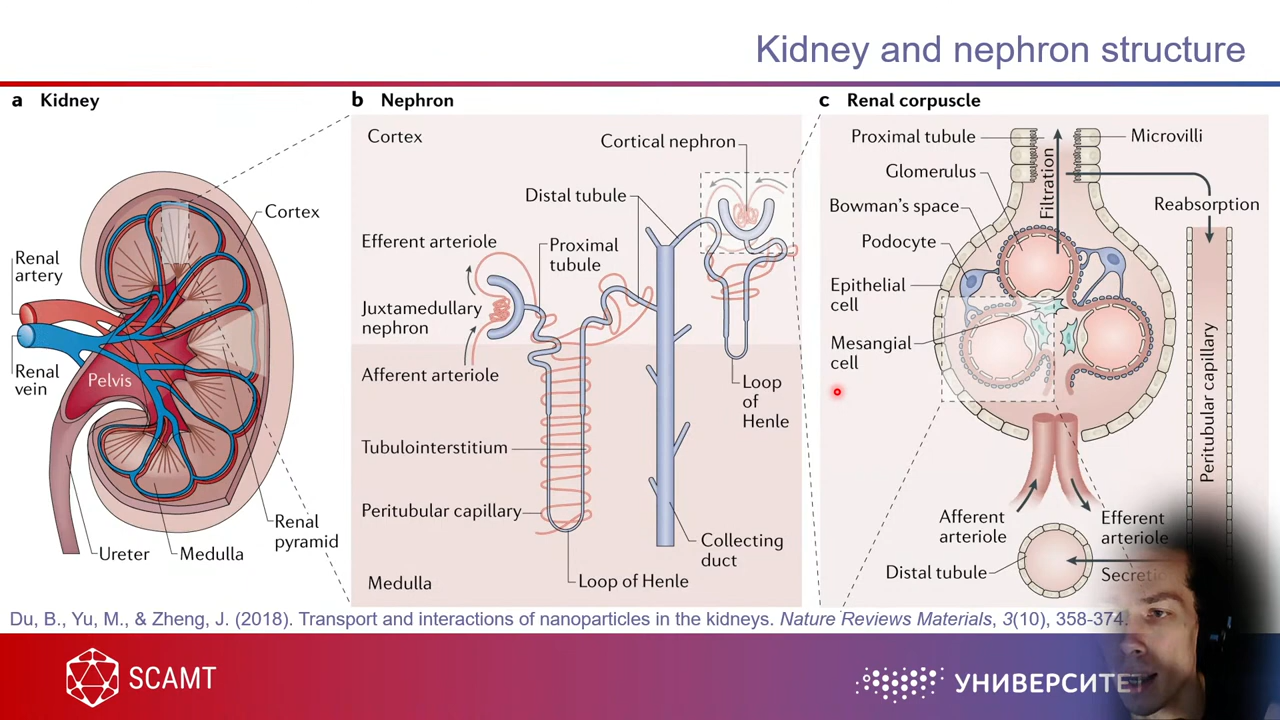 Kidney and nephron structure
a Kidney
Cortex
Renal
artery
Renal
vein
Pelvis
Renal
pyramid
Ureter
Medulla
b Nephron
Cortex
Cortical nephron
Distal tubule
Efferent arteriole
Proximal
tubule
Juxtamedullary
nephron
Afferent arteriole
Loop
of
Henle
Tubulointerstitium
Peritubular capillary
Collecting
duct
Loop of Henle
Medulla
c Renal corpuscle
Proximal tubule
Microvilli
Glomerulus
Filtration
Bowman's space
Reabsorption
Podocyte
Epithelial
cell
Mesangial
cell
Peritubular capillary
Afferent
arteriole
Efferent
arteriole
Distal tubule
Du, B., Yu, M., & Zheng, J. (2018). Transport and interactions of nanoparticles in the kidneys. Nature Reviews Materials, 3(10), 358-374.
SCAMT